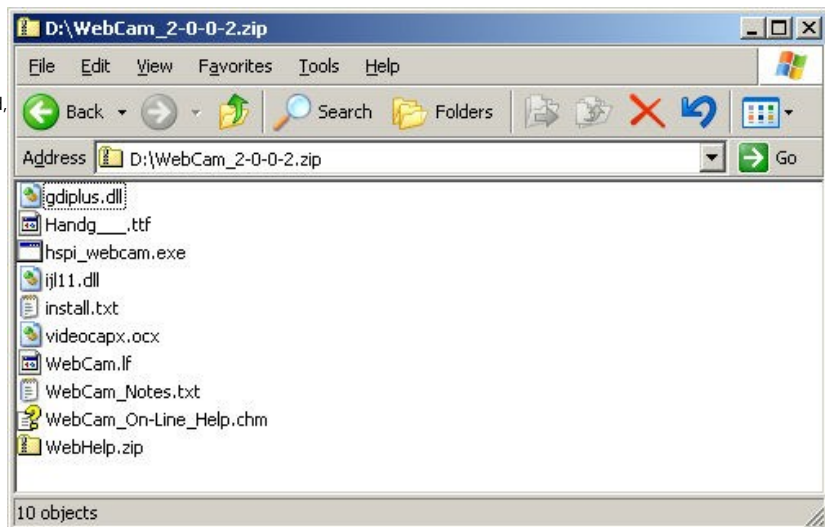 D:\WebCam_2-0-0-2.zip
File Edit View Favorites Tools Help
Back Search Folders
Address D:\WebCam_2-0-0-2.zip Go
gdiplus.dll
Handg___.ttf
hspi_webcam.exe
ijl11.dll
install.txt
videocapx.ocx
WebCam.lf
WebCam_Notes.txt
WebCam_On-Line_Help.chm
WebHelp.zip
10 objects